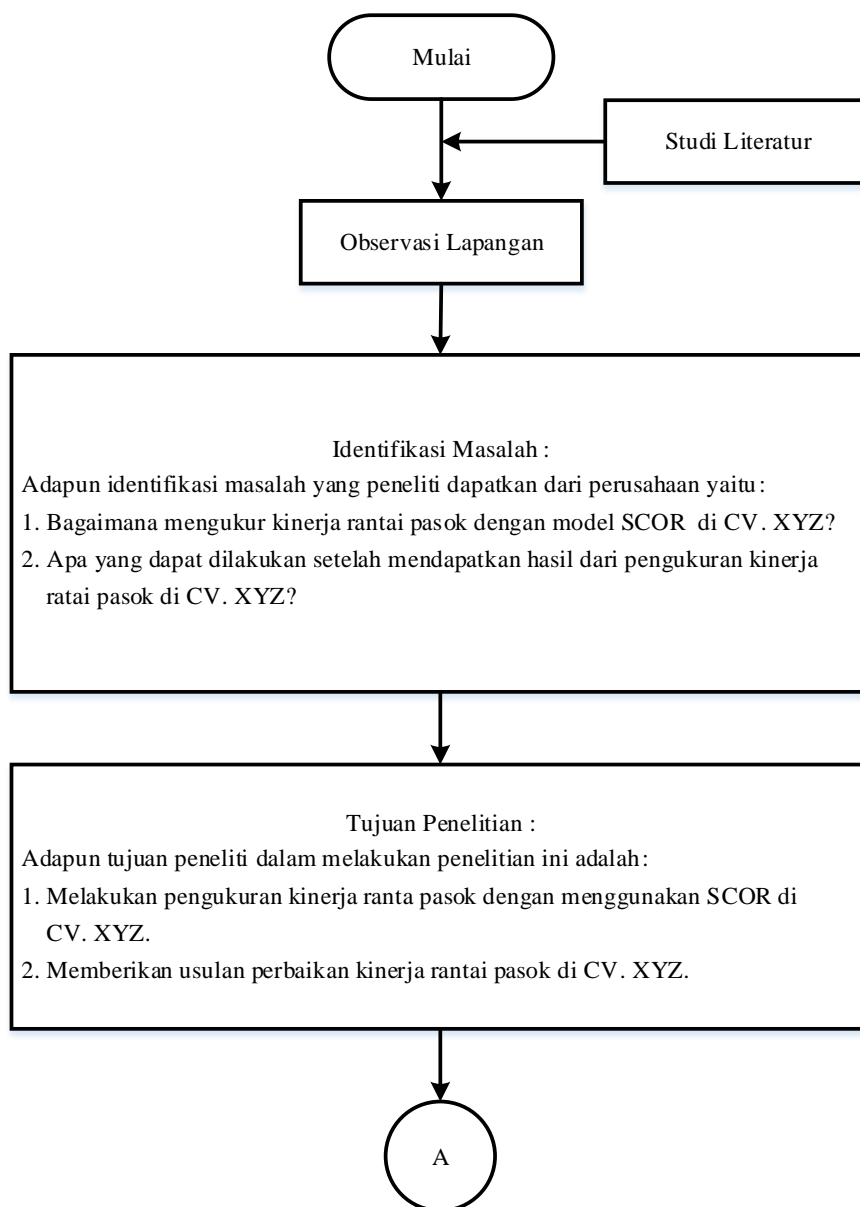 Mulai
Studi Literatur
Observasi Lapangan
Identifikasi Masalah :
Adapun identifikasi masalah yang peneliti dapatkan dari perusahaan yaitu :
1. Bagaimana mengukur kinerja rantai pasok dengan model SCOR di CV. XYZ?
2. Apa yang dapat dilakukan setelah mendapatkan hasil dari pengukuran kinerja
ratai pasok di CV. XYZ?
Tujuan Penelitian :
Adapun tujuan peneliti dalam melakukan penelitian ini adalah :
1. Melakukan pengukuran kinerja ranta pasok dengan menggunakan SCOR di
CV. XYZ.
2. Memberikan usulan perbaikan kinerja rantai pasok di CV. XYZ.
A